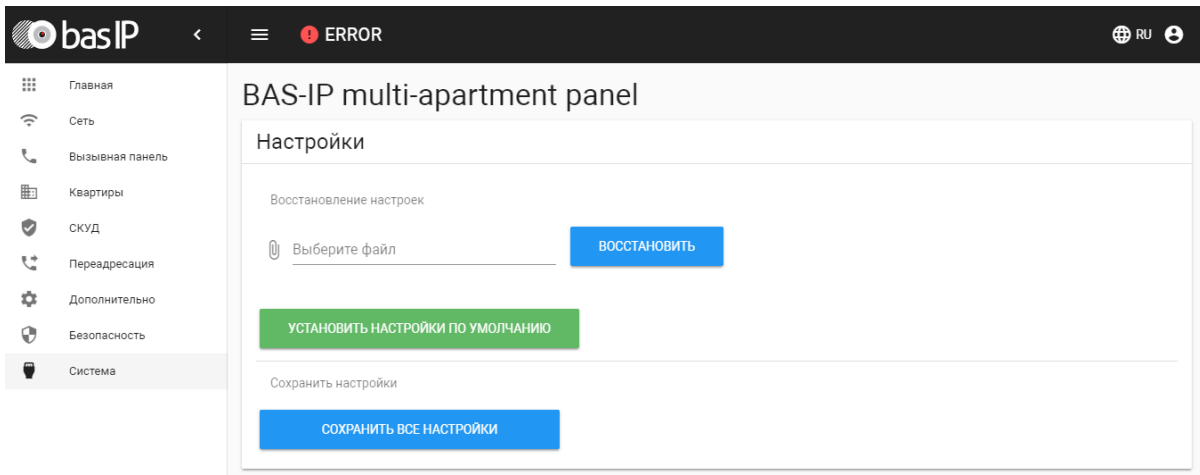 bas IP
ERROR
RU
Главная
Сеть
Вызывная панель
Квартиры
СКУД
Переадресация
Дополнительно
Безопасность
Система
BAS-IP multi-apartment panel
Настройки
Восстановление настроек
Выберите файл
ВОССТАНОВИТЬ
УСТАНОВИТЬ НАСТРОЙКИ ПО УМОЛЧАНИЮ
Сохранить настройки
СОХРАНИТЬ ВСЕ НАСТРОЙКИ